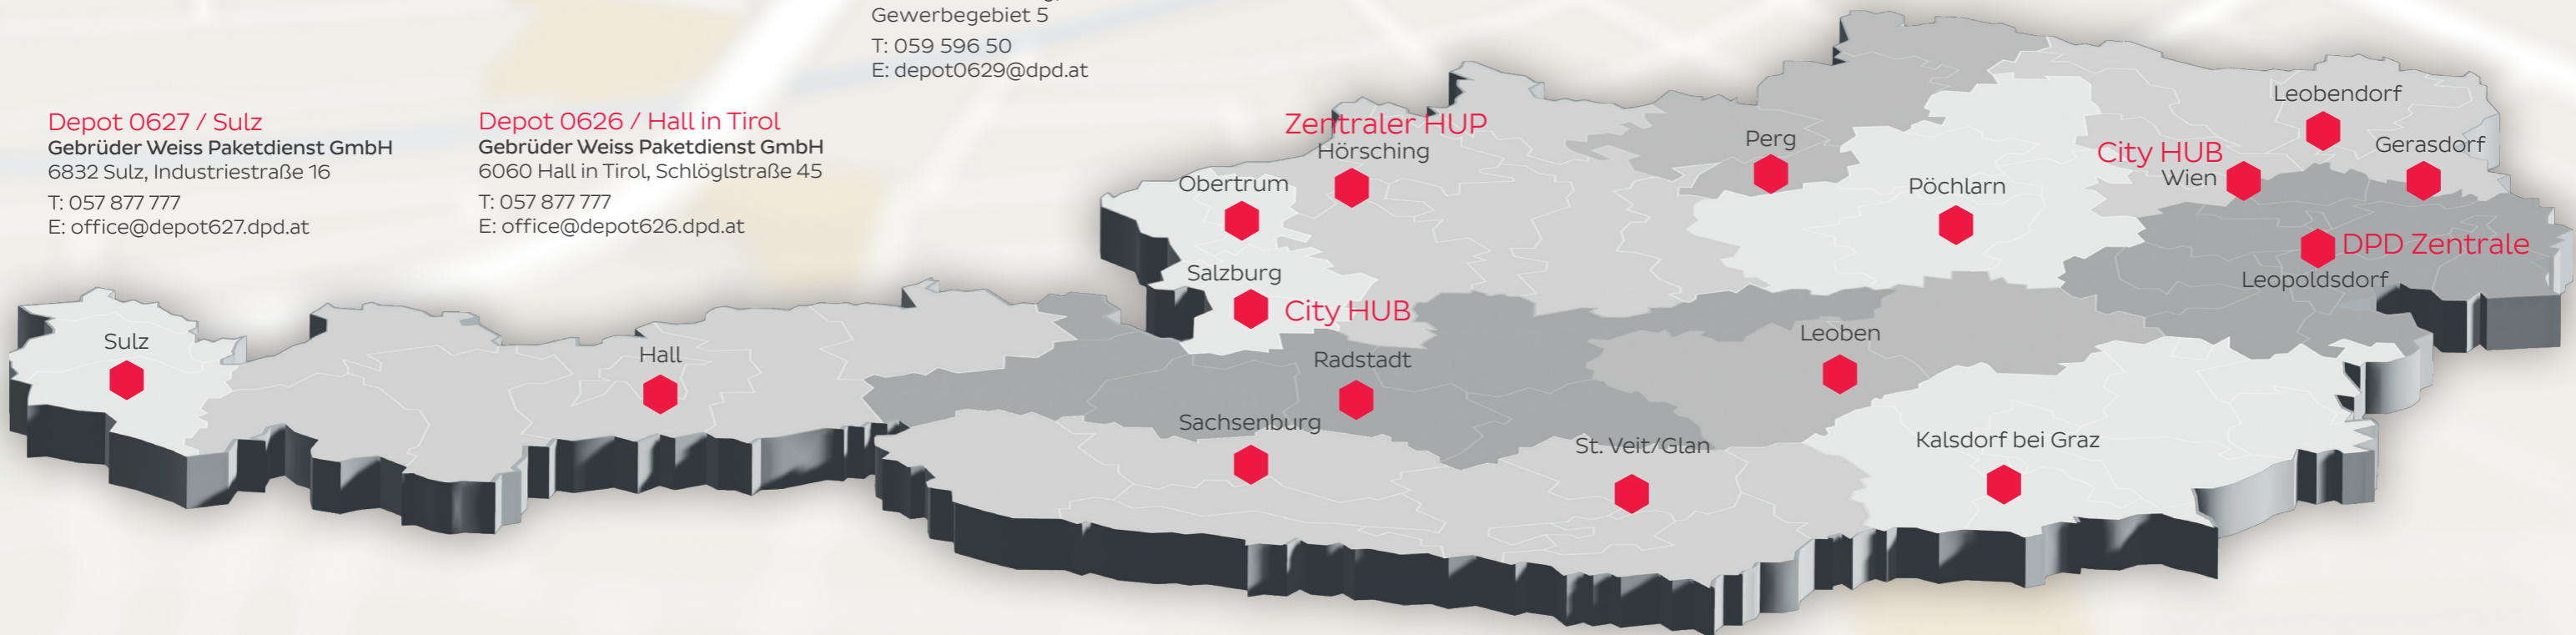 Gewerbegebiet 5
T: 059 596 50
E: depot0629@dpd.at
Depot 0627 / Sulz
Gebrüder Weiss Paketdienst GmbH
6832 Sulz, Industriestraße 16
T: 057 877 777
E: office@depot627.dpd.at
Depot 0626 / Hall in Tirol
Gebrüder Weiss Paketdienst GmbH
6060 Hall in Tirol, Schlöglstraße 45
T: 057 877 777
E: office@depot626.dpd.at
Zentraler HUP
Hörsching
Obertrum
Salzburg
City HUB
Perg
Pöchlarn
Leobendorf
Gerasdorf
City HUB
Wien
DPD Zentrale
Leopoldsdorf
Sulz
Hall
Radstadt
Sachsenburg
Leoben
St. Veit/Glan
Kalsdorf bei Graz